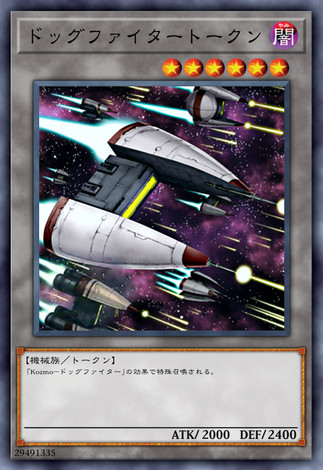 ドッグファイタートークン
闇
やみ
【機械族／トークン】
「Kozmo－ドッグファイター」の効果で特殊召喚される。
ATK/2000 DEF/2400
29491335